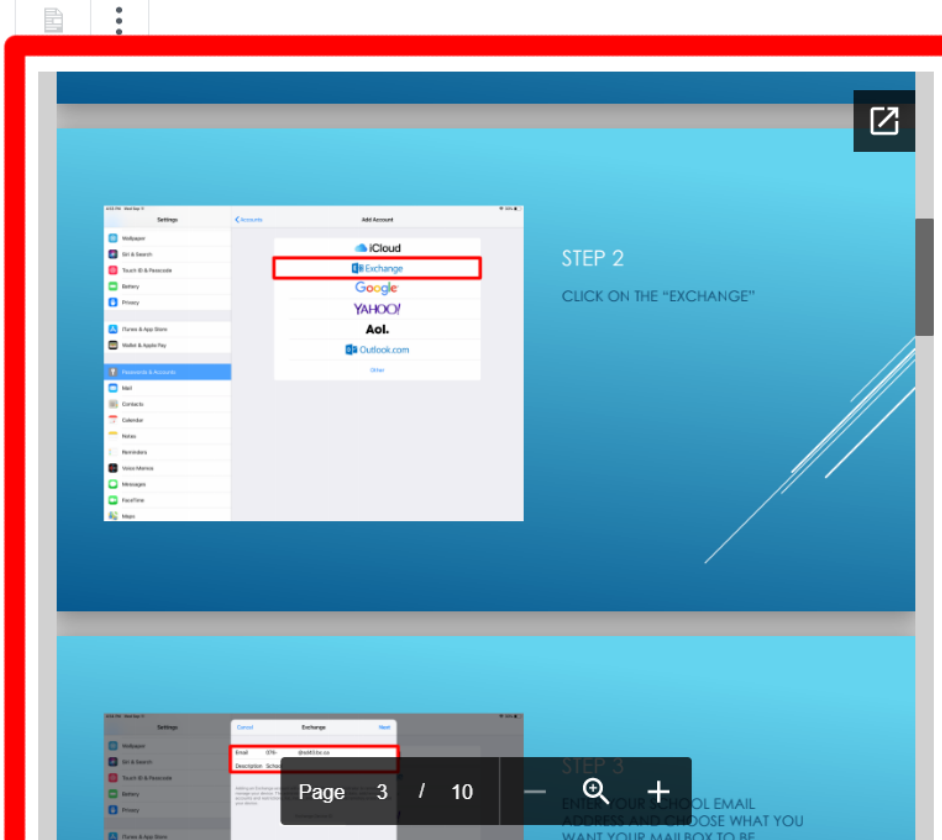 Settings
Accounts
Add Account
Wallpaper
Siri & Search
Touch ID & Passcode
Battery
Privacy
iTunes & App Store
Wallet & Apple Pay
Passwords & Accounts
Mail
Contacts
Calendar
Notes
Reminders
Voice Memos
Messages
FaceTime
Maps
iCloud
Exchange
Google
YAHOO!
Aol.
Outlook.com
Other
STEP 2
CLICK ON THE “EXCHANGE”
Settings
Cancel
Exchange
Next
Wallpaper
Siri & Search
Touch ID & Passcode
Battery
Privacy
iTunes & App Store
Email
Description
STEP 3
ENTER YOUR SCHOOL EMAIL
ADDRESS AND CHOOSE WHAT YOU
WANT YOUR MAILBOX TO BE
Page 3 / 10